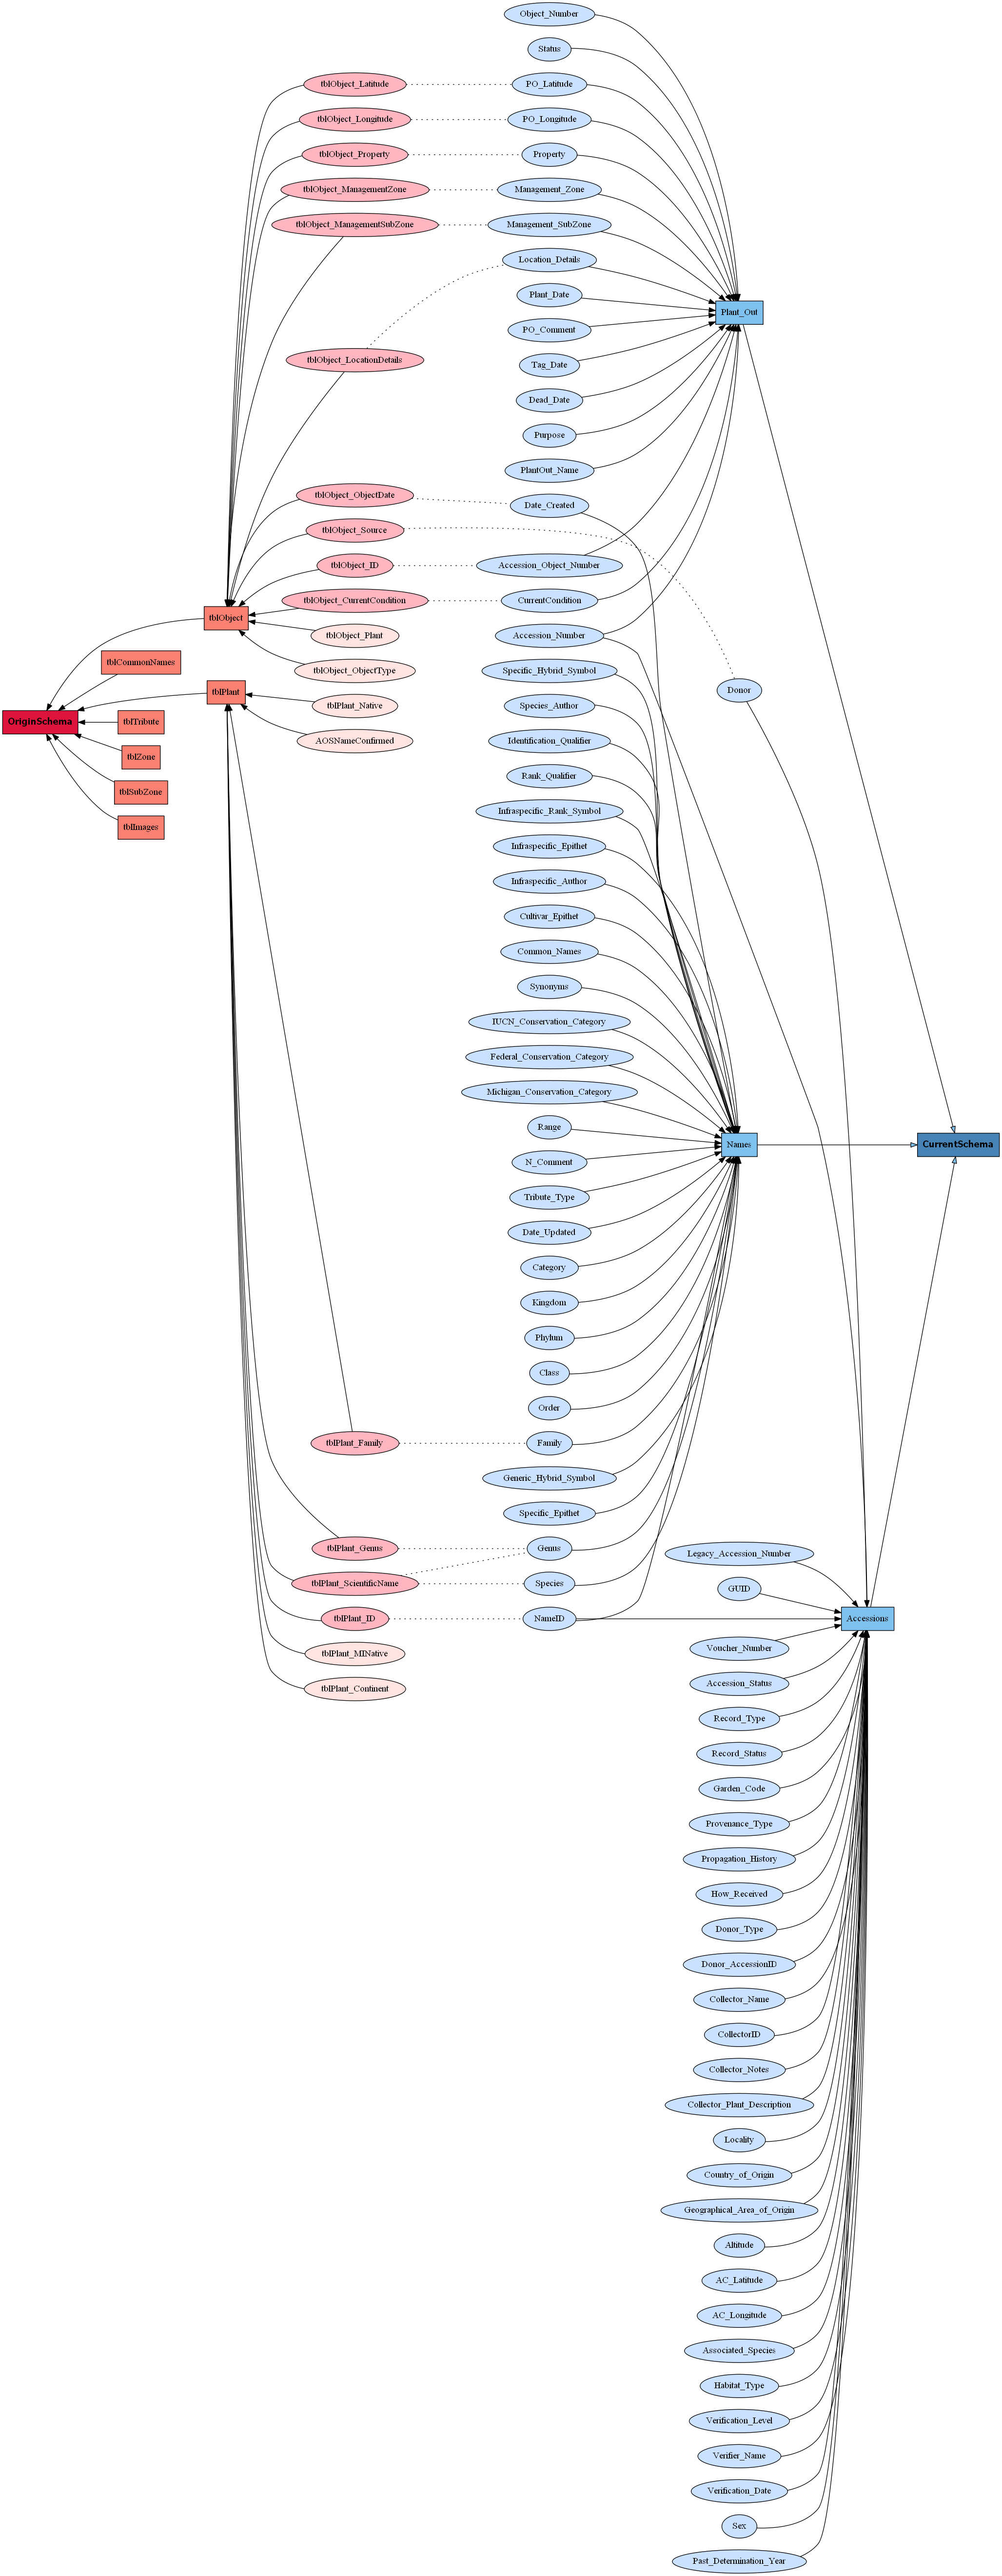 Object_Number
Status
tblObject_Latitude
PO_Latitude
tblObject_Longitude
PO_Longitude
tblObject_Property
Property
tblObject_ManagementZone
Management_Zone
tblObject_ManagementSubZone
Management_SubZone
Location_Details
Plant_Date
Plant_Out
PO_Comment
tblObject_LocationDetails
Tag_Date
Dead_Date
Purpose
PlantOut_Name
tblObject_ObjectDate
Date_Created
tblObject_Source
tblObject_ID
Accession_Object_Number
tblObject_CurrentCondition
CurrentCondition
tblObject
tblObject_Plant
Accession_Number
tblCommonNames
tblObject_ObjectType
Specific_Hybrid_Symbol
tblPlant
Donor
tblPlant_Native
Species_Author
OriginSchema
tblTribute
AOSNameConfirmed
Identification_Qualifier
tblZone
Rank_Qualifier
tblSubZone
Infraspecific_Rank_Symbol
tblImages
Infraspecific_Epithet
Infraspecific_Author
Cultivar_Epithet
Common_Names
Synonyms
IUCN_Conservation_Category
Federal_Conservation_Category
Michigan_Conservation_Category
Range
Names
CurrentSchema
N_Comment
Tribute_Type
Date_Updated
Category
Kingdom
Phylum
Class
Order
tblPlant_Family
Family
Generic_Hybrid_Symbol
Specific_Epithet
tblPlant_Genus
Genus
Legacy_Accession_Number
tblPlant_ScientificName
Species
GUID
tblPlant_ID
NameID
Accessions
tblPlant_MINative
Voucher_Number
tblPlant_Continent
Accession_Status
Record_Type
Record_Status
Garden_Code
Provenance_Type
Propagation_History
How_Received
Donor_Type
Donor_AccessionID
Collector_Name
CollectorID
Collector_Notes
Collector_Plant_Description
Locality
Country_of_Origin
Geographical_Area_of_Origin
Altitude
AC_Latitude
AC_Longitude
Associated_Species
Habitat_Type
Verification_Level
Verifier_Name
Verification_Date
Sex
Past_Determination_Year